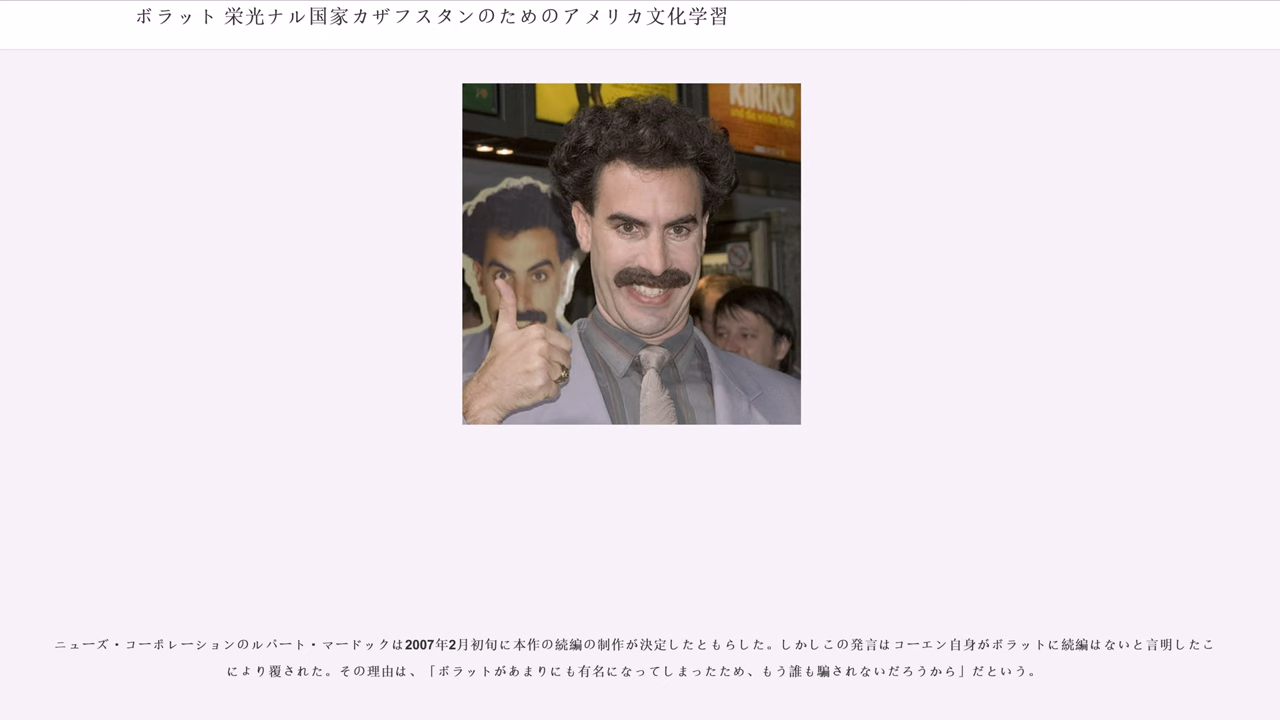 ボラット 栄光ナル国家カザフスタンのためのアメリカ文化学習
KIRIKU
und die wilden Tiere
ニューズ・コーポレーションのルパート・マードックは2007年2月初旬に本作の続編の制作が決定したともらした。しかしこの発言はコーエン自身がボラットに続編はないと言明したこ
により覆された。その理由は、「ボラットがあまりにも有名になってしまったため、もう誰も騙されないだろうから」だという。